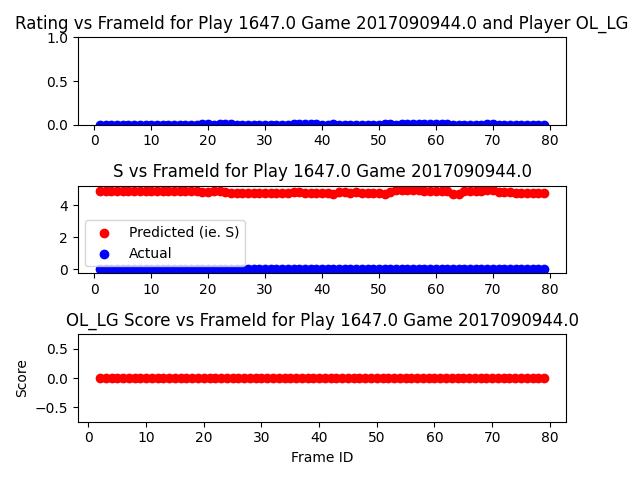 Rating vs FrameId for Play 1647.0 Game 2017090944.0 and Player OL_LG
1.0
0.5
0.0
0 10 20 30 40 50 60 70 80
S vs FrameId for Play 1647.0 Game 2017090944.0
4
2
0
Predicted (ie. S)
Actual
0 10 20 30 40 50 60 70 80
OL_LG Score vs FrameId for Play 1647.0 Game 2017090944.0
Score
0.5
0.0
−0.5
0 10 20 30 40 50 60 70 80
Frame ID